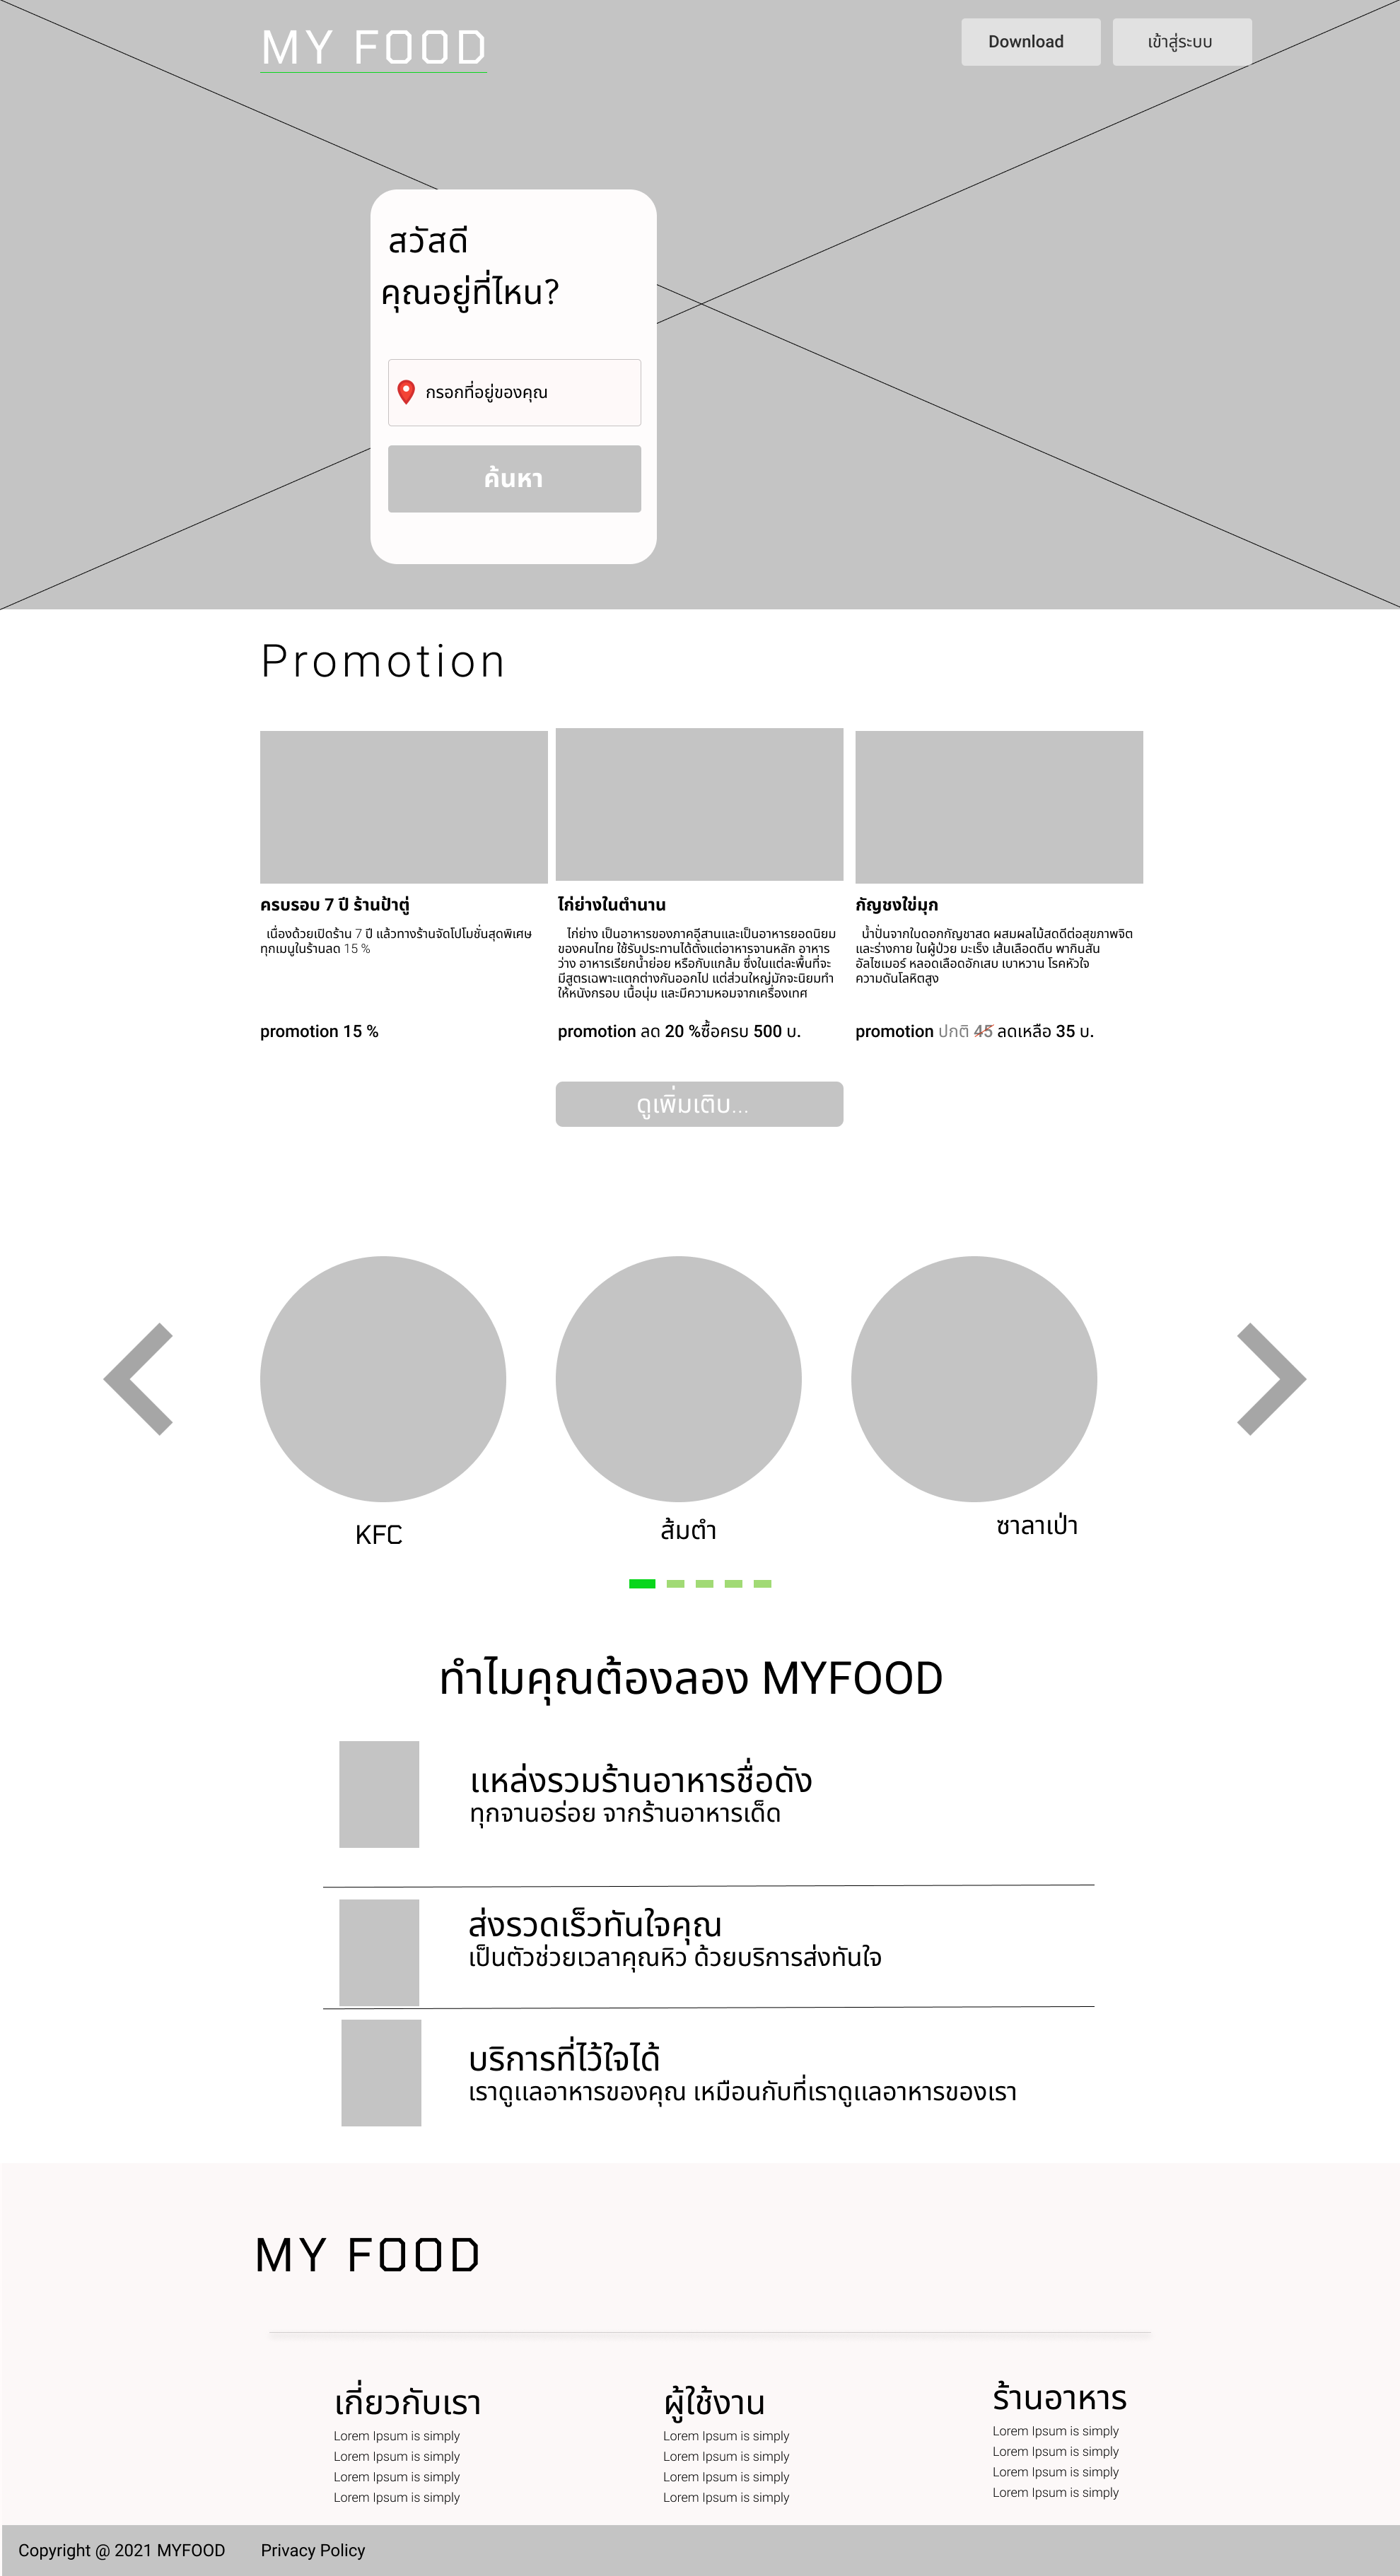 MY FOOD
Download
เข้าสู่ระบบ
สวัสดี
คุณอยู่ที่ไหน?
กรอกที่อยู่ของคุณ
ค้นหา
Promotion
ครบรอบ 7 ปี ร้านป้าตู่
เนื่องด้วยเปิดร้าน 7 ปี แล้วทางร้านจัดโปโมชั่นสุดพิเศษ
ทุกเมนูในร้านลด 15 %
promotion 15 %
ไก่ย่างในตำนาน
ไก่ย่าง เป็นอาหารของภาคอีสานและเป็นอาหารยอดนิยม
ของคนไทย ใช้รับประทานได้ตั้งแต่อาหารจานหลัก อาหาร
ว่าง อาหารเรียกน้ำย่อย หรือกับแกล้ม ซึ่งในแต่ละพื้นที่จะ
มีสูตรเฉพาะแตกต่างกันออกไป แต่ส่วนใหญ่มักจะนิยมทำ
ให้หนังกรอบ เนื้อนุ่ม และมีความหอมจากเครื่องเทศ
promotion ลด 20 %ซื้อครบ 500 บ.
กัญชงใข่มุก
น้ำปั่นจากใบดอกกัญชาสด ผสมผลไม้สดดีต่อสุขภาพจิต
และร่างกาย ในผู้ป่วย มะเร็ง เส้นเลือดตีบ พากินสัน
อัลไซเมอร์ หลอดเลือดอักเสบ เบาหวาน โรคหัวใจ
ความดันโลหิตสูง
promotion ปกติ 45 ลดเหลือ 35 บ.
ดูเพิ่มเติบ...
KFC
ส้มตำ
ซาลาเป่า
ทำไมคุณต้องลอง MYFOOD
แหล่งรวมร้านอาหารชื่อดัง
ทุกจานอร่อย จากร้านอาหารเด็ด
ส่งรวดเร็วทันใจคุณ
เป็นตัวช่วยเวลาคุณหิว ด้วยบริการส่งทันใจ
บริการที่ไว้ใจได้
เราดูแลอาหารของคุณ เหมือนกับที่เราดูแลอาหารของเรา
MY FOOD
เกี่ยวกับเรา
Lorem Ipsum is simply
Lorem Ipsum is simply
Lorem Ipsum is simply
Lorem Ipsum is simply
ผู้ใช้งาน
Lorem Ipsum is simply
Lorem Ipsum is simply
Lorem Ipsum is simply
Lorem Ipsum is simply
ร้านอาหาร
Lorem Ipsum is simply
Lorem Ipsum is simply
Lorem Ipsum is simply
Lorem Ipsum is simply
Copyright @ 2021 MYFOOD
Privacy Policy